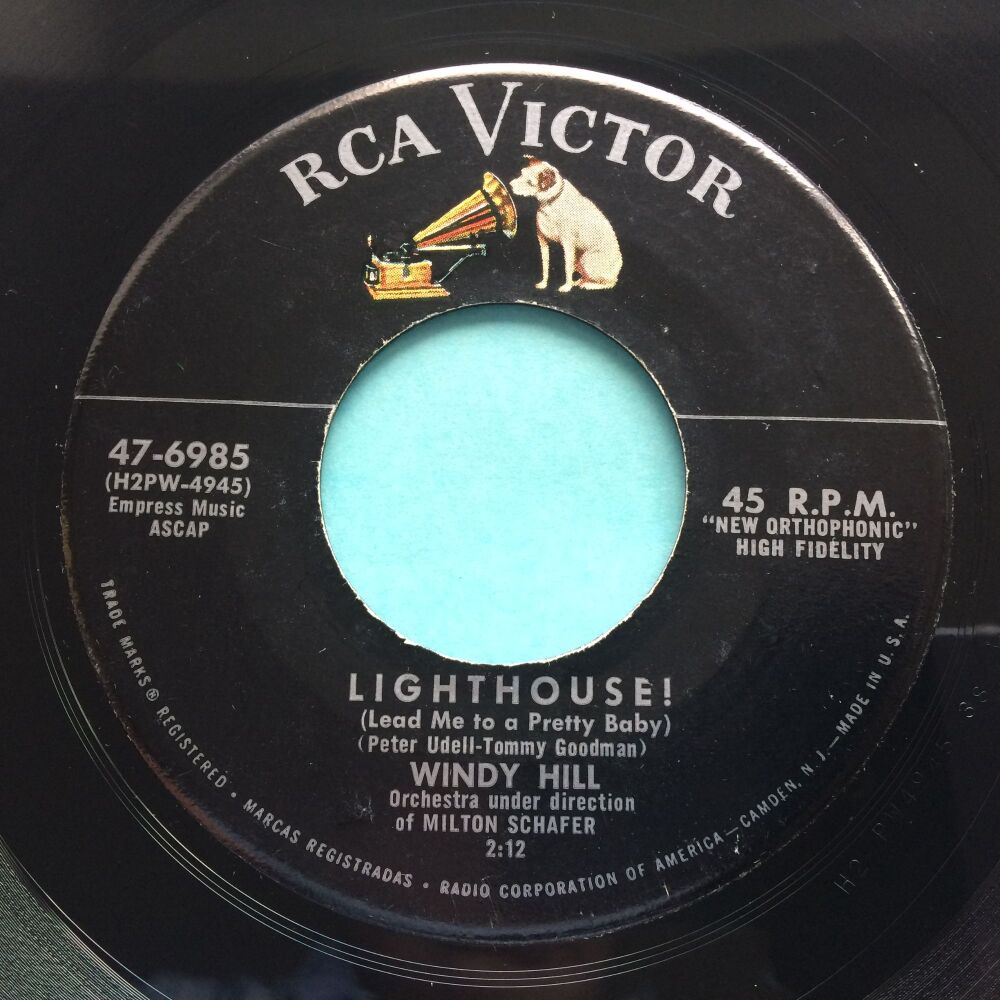 RCA VICTOR
47-6985
(H2PW-4945)
Empress Music
ASCAP
45 R.P.M.
"NEW ORTHOPHONIC"
HIGH FIDELITY
LIGHTHOUSE!
(Lead Me to a Pretty Baby)
(Peter Udell-Tommy Goodman)
WINDY HILL
Orchestra under direction
of MILTON SCHAFER
2:12
TRADE MARKS ® REGISTERED • MARCAS REGISTRADAS • RADIO CORPORATION OF AMERICA—CAMDEN, N. J.—MADE IN U. S. A.